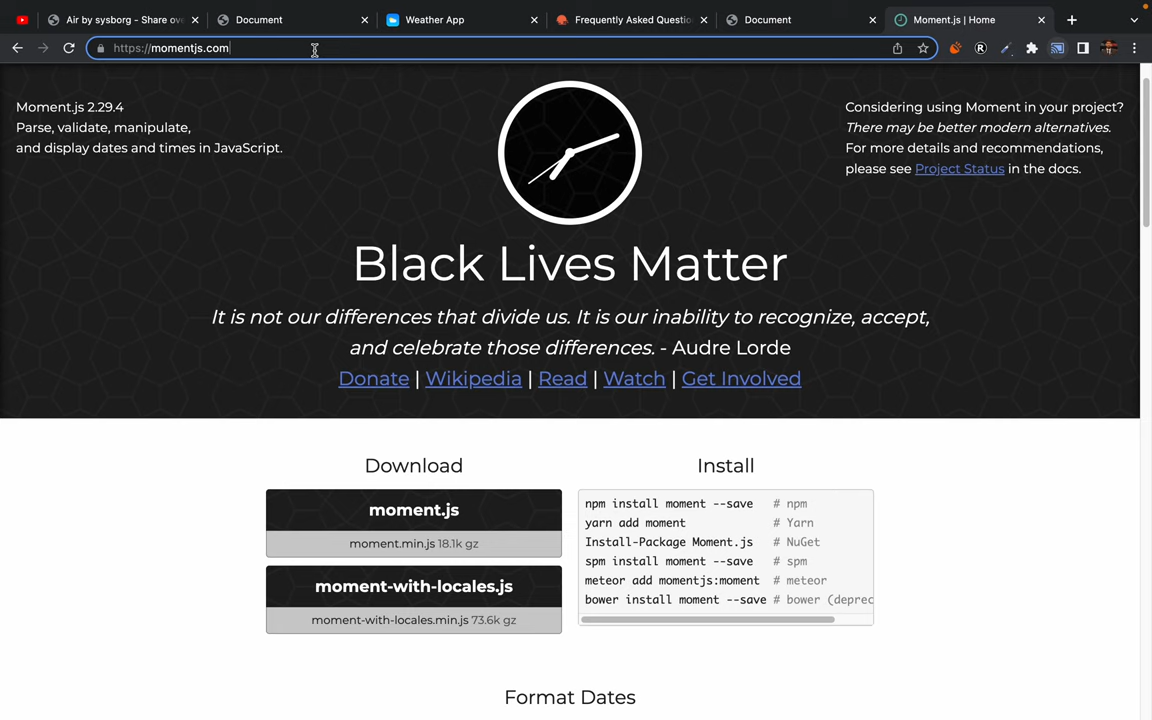 Air by sysborg - Share ov
Document
Weather App
Frequently Asked Questio
Document
Moment.js | Home
https://momentjs.com
Moment.js 2.29.4
Parse, validate, manipulate,
and display dates and times in JavaScript.
Considering using Moment in your project?
There may be better modern alternatives.
For more details and recommendations,
please see Project Status in the docs.
Black Lives Matter
It is not our differences that divide us. It is our inability to recognize, accept,
and celebrate those differences. - Audre Lorde
Donate | Wikipedia | Read | Watch | Get Involved
Download
moment.js
moment.min.js 18.1k gz
moment-with-locales.js
moment-with-locales.min.js 73.6k gz
Install
npm install moment --save # npm
yarn add moment # Yarn
Install-Package Moment.js # NuGet
spm install moment --save # spm
meteor add momentjs:moment # meteor
bower install moment --save # bower (deprec
Format Dates